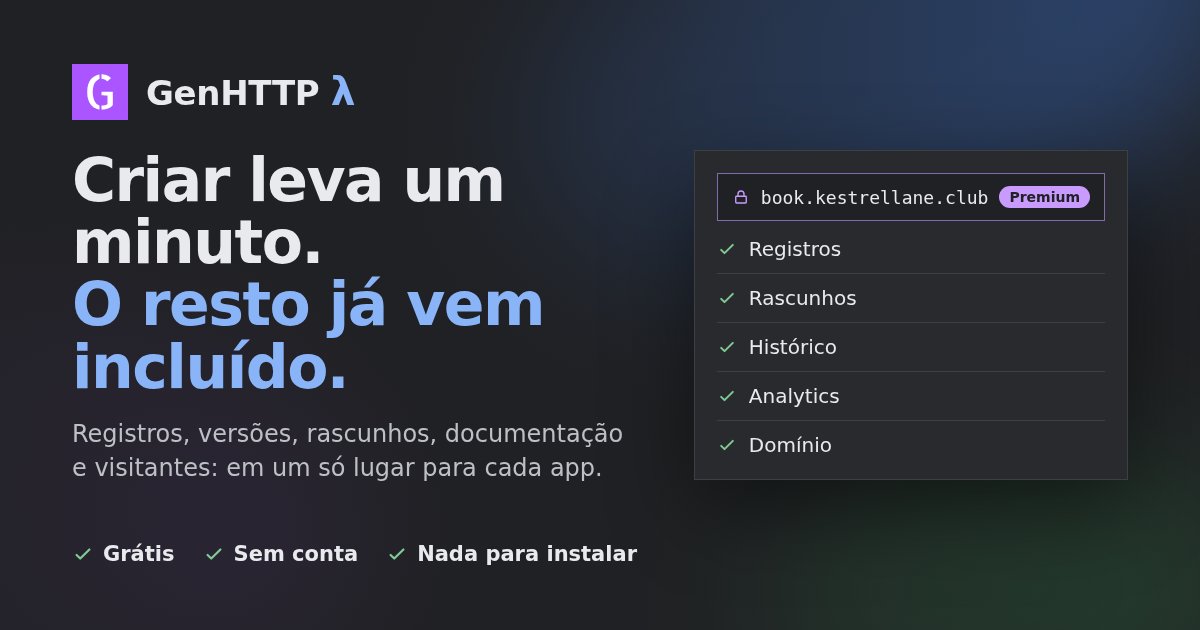 GenHTTP λ
Criar leva um
minuto.
O resto já vem
incluído.
Registros, versões, rascunhos, documentação
e visitantes: em um só lugar para cada app.
Grátis
Sem conta
Nada para instalar
book.kestrellane.club
Premium
Registros
Rascunhos
Histórico
Analytics
Domínio